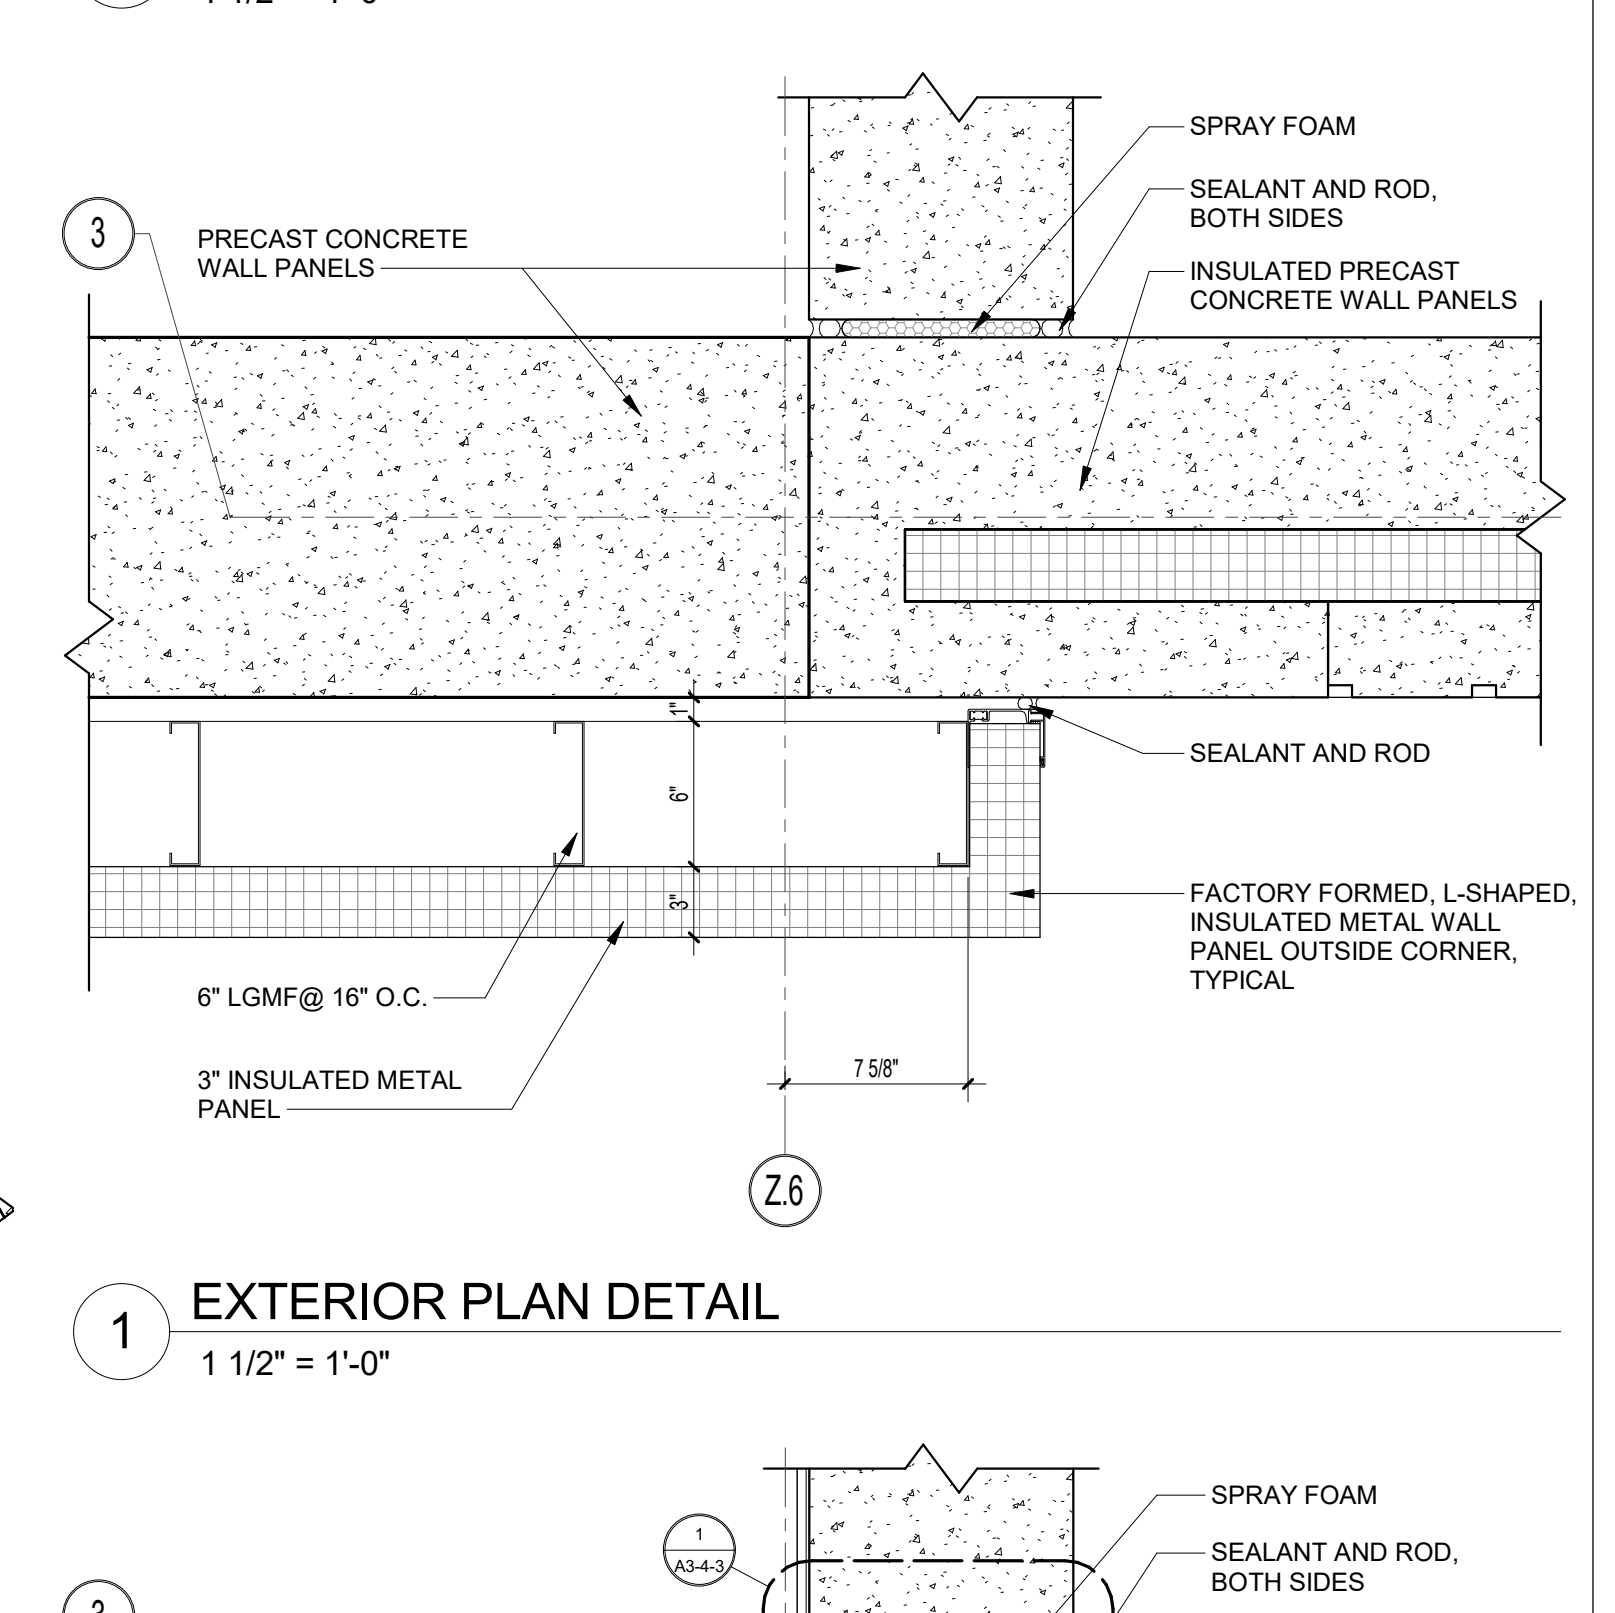 SPRAY FOAM
SEALANT AND ROD,
BOTH SIDES
3
PRECAST CONCRETE
WALL PANELS
INSULATED PRECAST
CONCRETE WALL PANELS
1"
SEALANT AND ROD
6"
3"
FACTORY FORMED, L-SHAPED,
INSULATED METAL WALL
PANEL OUTSIDE CORNER,
TYPICAL
6" LGMF@ 16" O.C.
3" INSULATED METAL
PANEL
7 5/8"
Z.6
1
EXTERIOR PLAN DETAIL
1 1/2" = 1'-0"
SPRAY FOAM
1
A3-4-3
SEALANT AND ROD,
BOTH SIDES